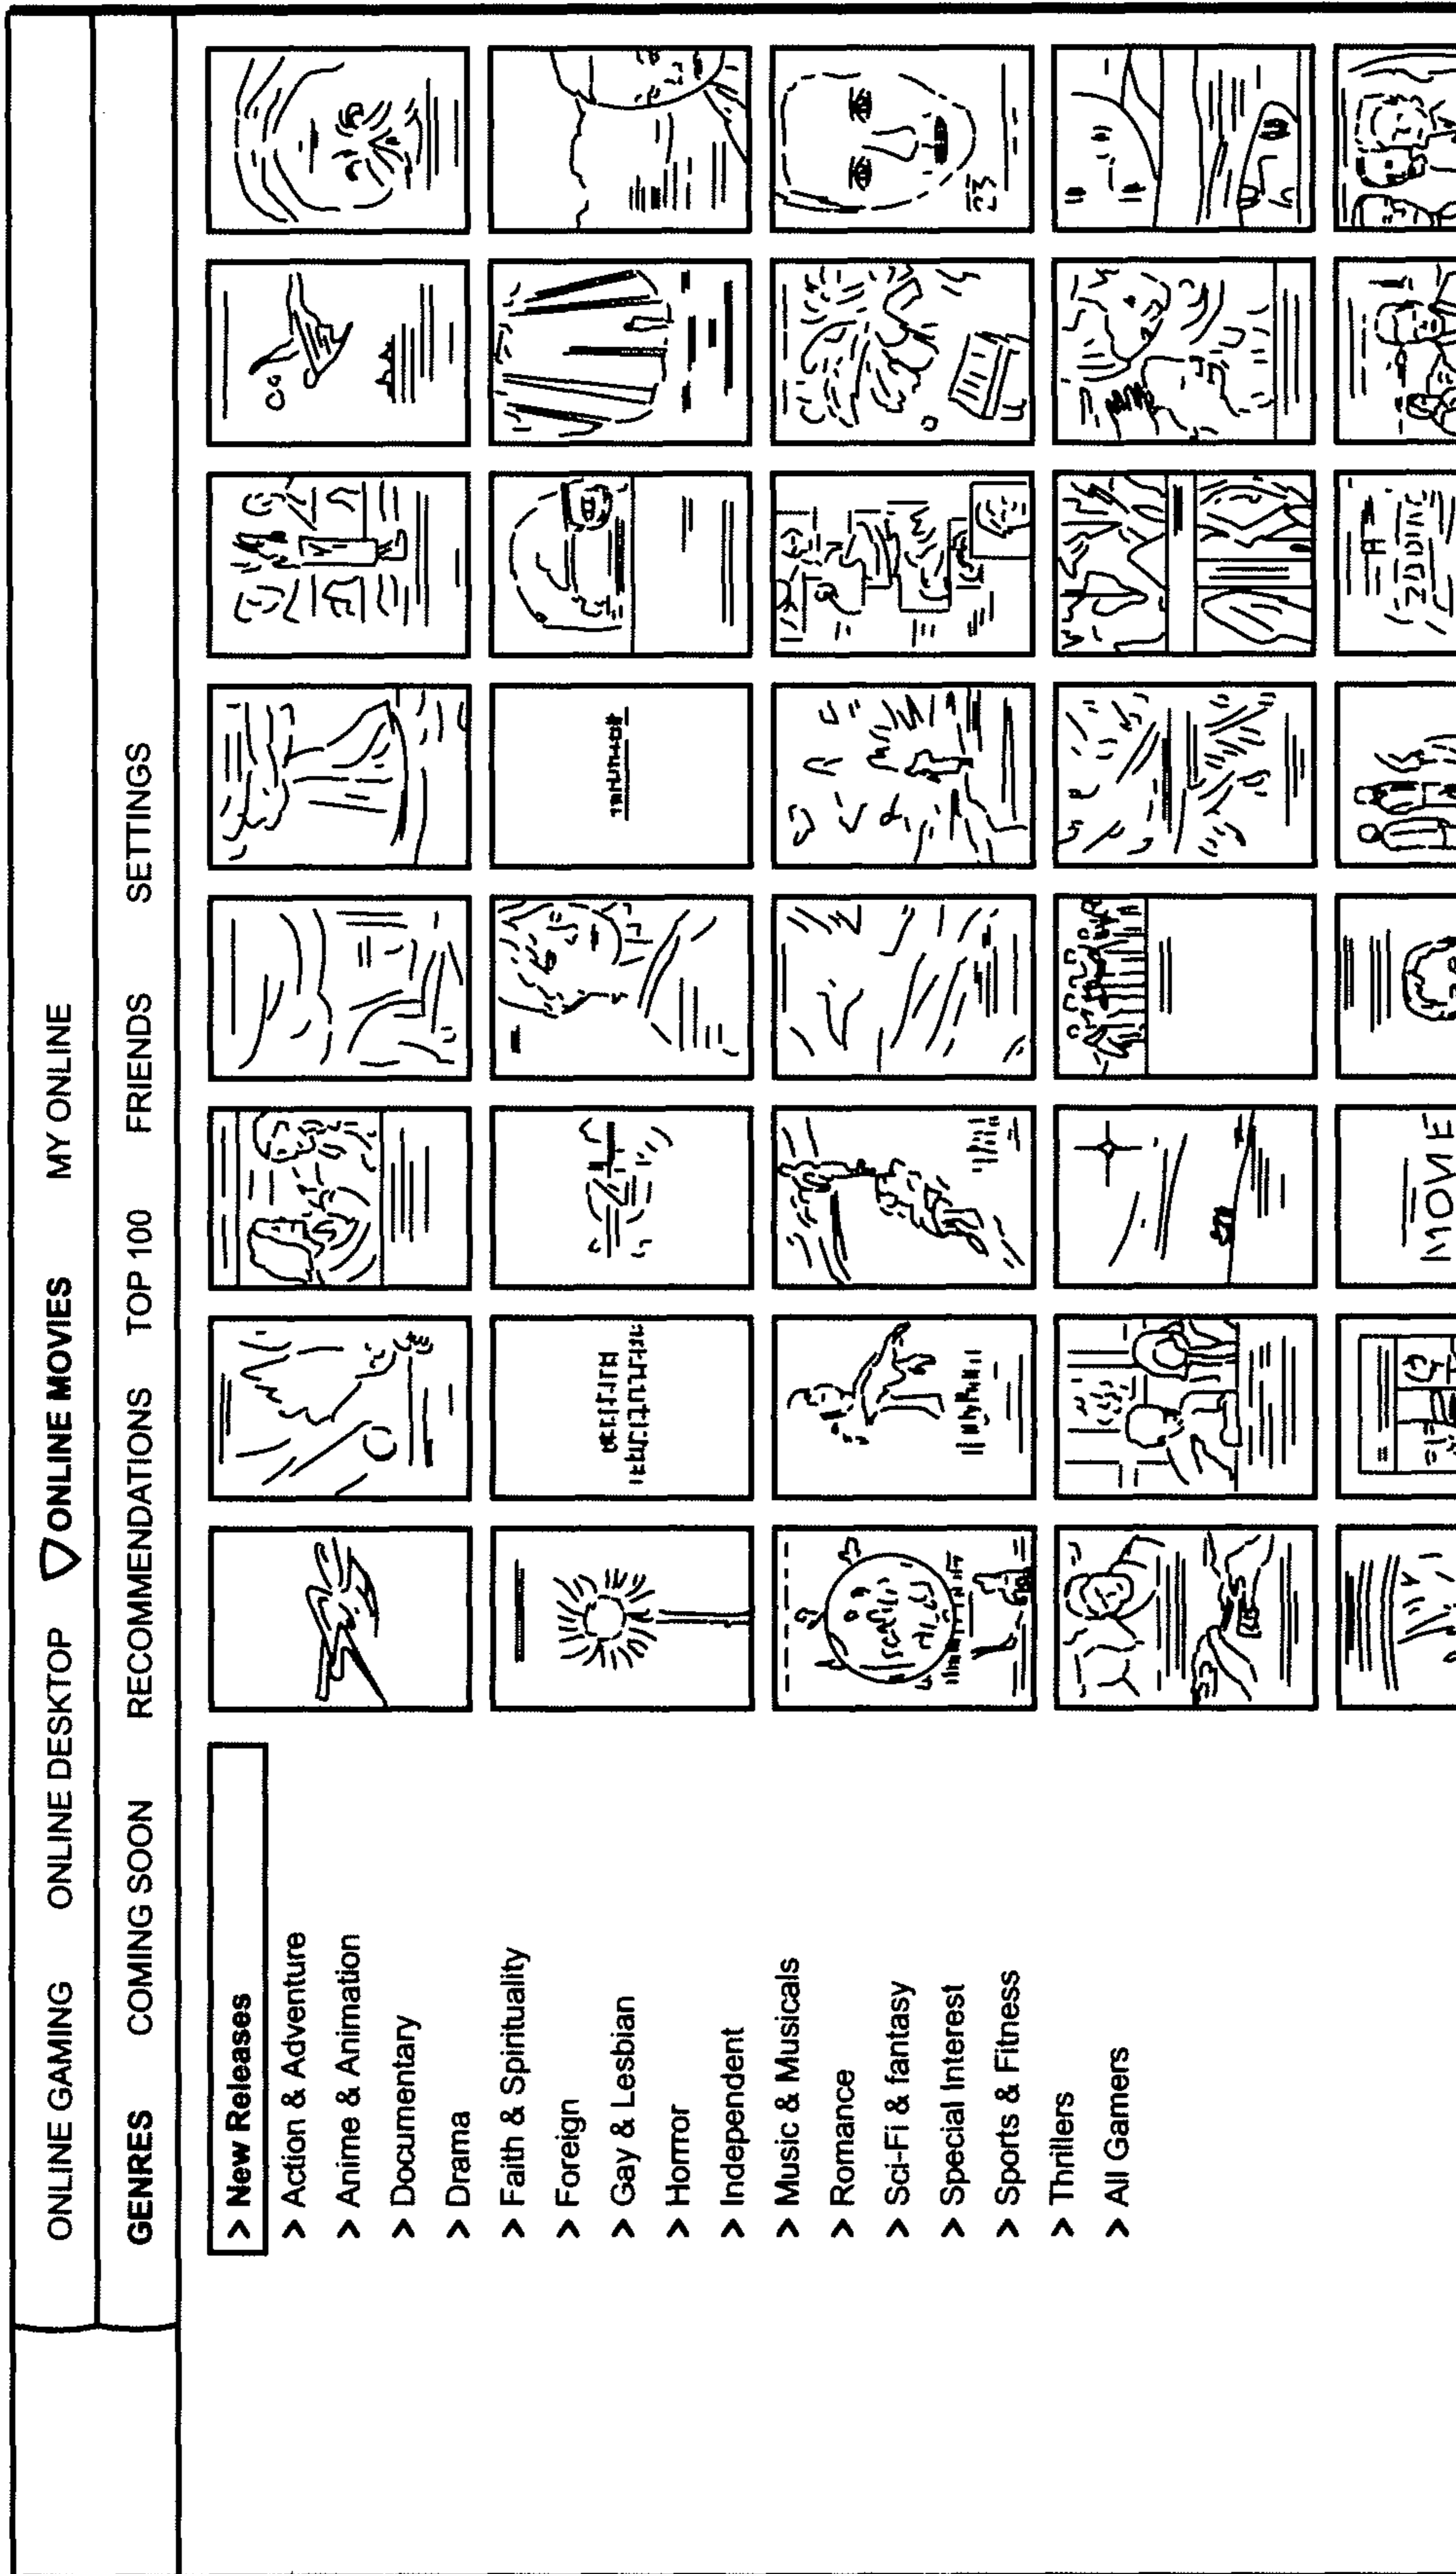 ONLINE GAMING ONLINE DESKTOP ONLINE MOVIES MY ONLINE
GENRES COMING SOON RECOMMENDATIONS TOP 100 FRIENDS SETTINGS
> New Releases
> Action & Adventure
> Anime & Animation
> Documentary
> Drama
> Faith & Spirituality
> Foreign
> Gay & Lesbian
> Horror
> Independent
> Music & Musicals
> Romance
> Sci-Fi & fantasy
> Special Interest
> Sports & Fitness
> Thrillers
> All Gamers
23
MOVIE
A